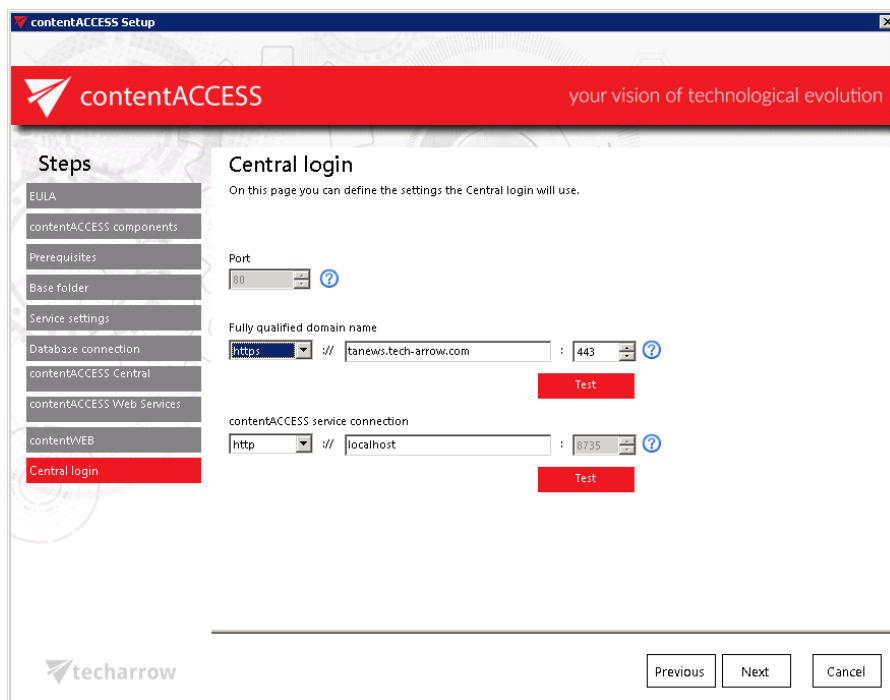 contentACCESS Setup
contentACCESS
your vision of technological evolution
Steps
EULA
contentACCESS components
Prerequisites
Base folder
Service settings
Database connection
contentACCESS Central
contentACCESS Web Services
contentWEB
Central login
Central login
On this page you can define the settings the Central login will use.
Port
80 ?
Fully qualified domain name
https :// tanews.tech-arrow.com : 443 ?
Test
contentACCESS service connection
http :// localhost : 8735 ?
Test
techarrow
Previous Next Cancel